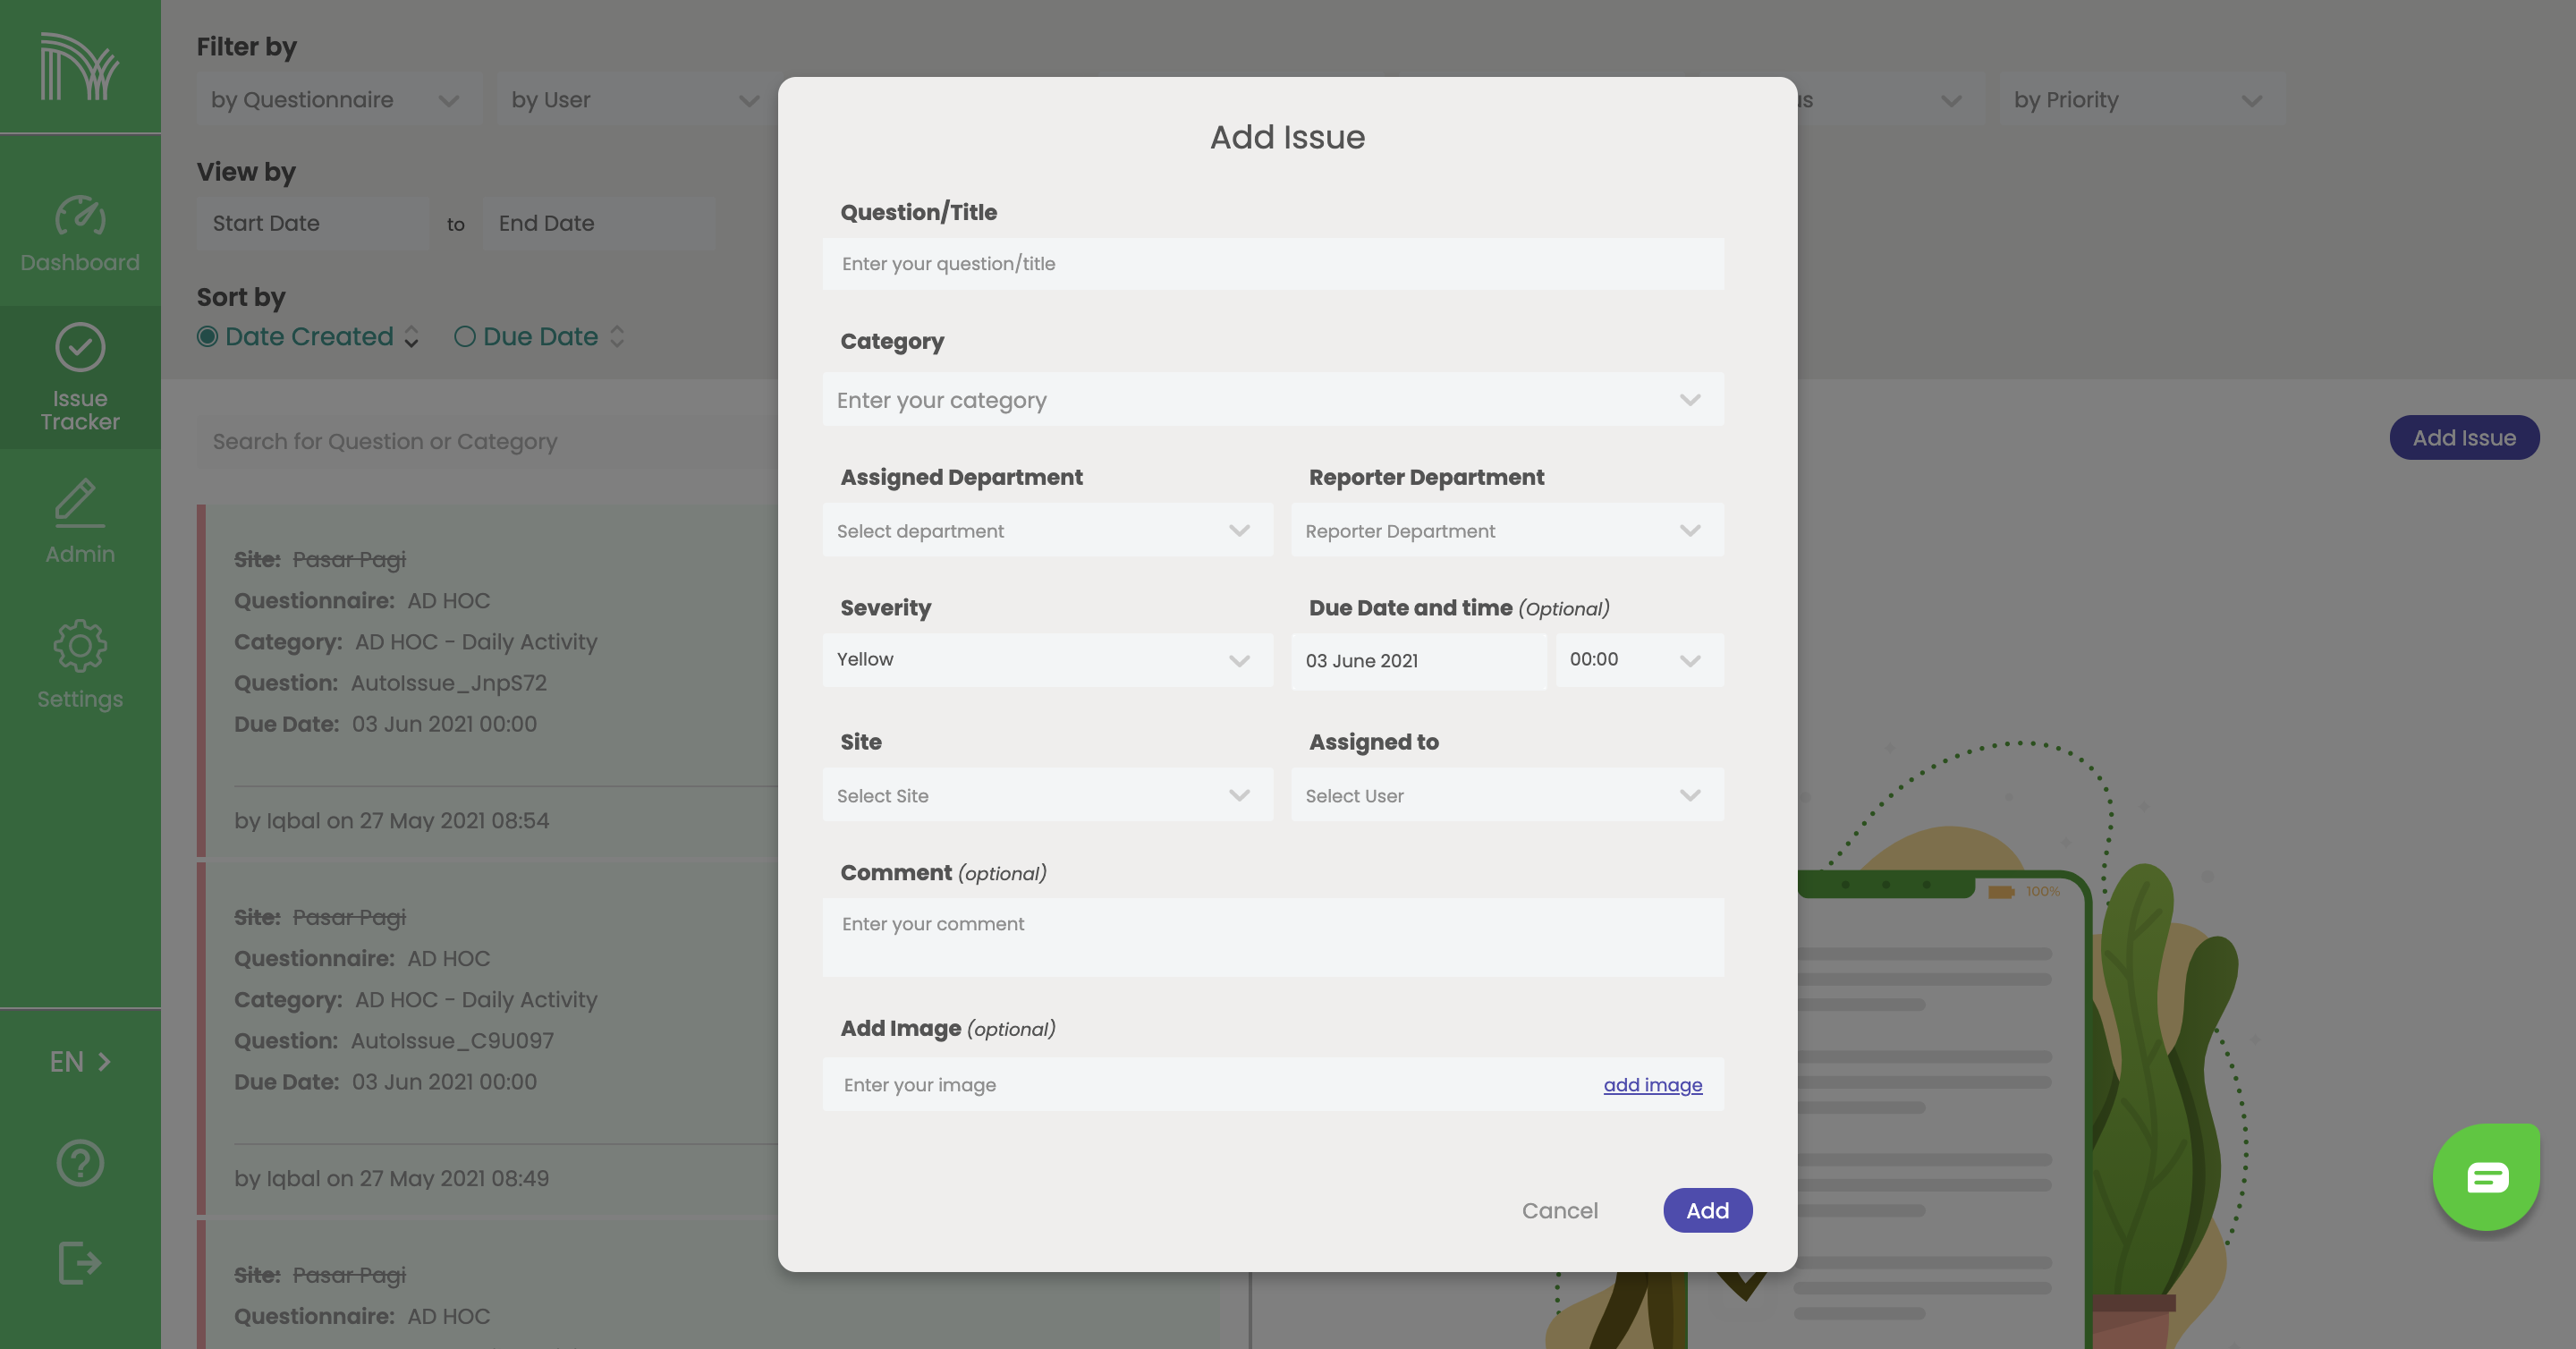 Dashboard
Issue
Tracker
Admin
Settings
EN
Filter by
by Questionnaire
by User
us
by Priority
View by
Start Date
to
End Date
Sort by
Date Created
Due Date
Search for Question or Category
Add Issue
Site: Pasar Pagi
Questionnaire: AD HOC
Category: AD HOC - Daily Activity
Question: AutoIssue_JnpS72
Due Date: 03 Jun 2021 00:00
by Iqbal on 27 May 2021 08:54
Site: Pasar Pagi
Questionnaire: AD HOC
Category: AD HOC - Daily Activity
Question: AutoIssue_C9U097
Due Date: 03 Jun 2021 00:00
by Iqbal on 27 May 2021 08:49
Site: Pasar Pagi
Questionnaire: AD HOC
Add Issue
Question/Title
Enter your question/title
Category
Enter your category
Assigned Department
Reporter Department
Select department
Reporter Department
Severity
Due Date and time (Optional)
Yellow
03 June 2021
00:00
Site
Assigned to
Select Site
Select User
Comment (optional)
Enter your comment
Add Image (optional)
Enter your image
add image
Cancel
Add
100%